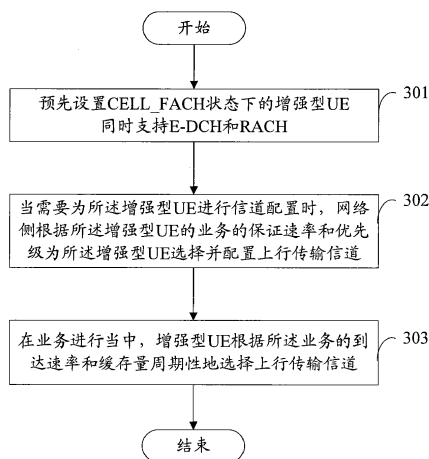 开始
预先设置CELL_FACH状态下的增强型UE
同时支持E-DCH和RACH
301
当需要为所述增强型UE进行信道配置时，网络
侧根据所述增强型UE的业务的保证速率和优先
级为所述增强型UE选择并配置上行传输信道
302
在业务进行当中，增强型UE根据所述业务的到
达速率和缓存量周期性地选择上行传输信道
303
结束